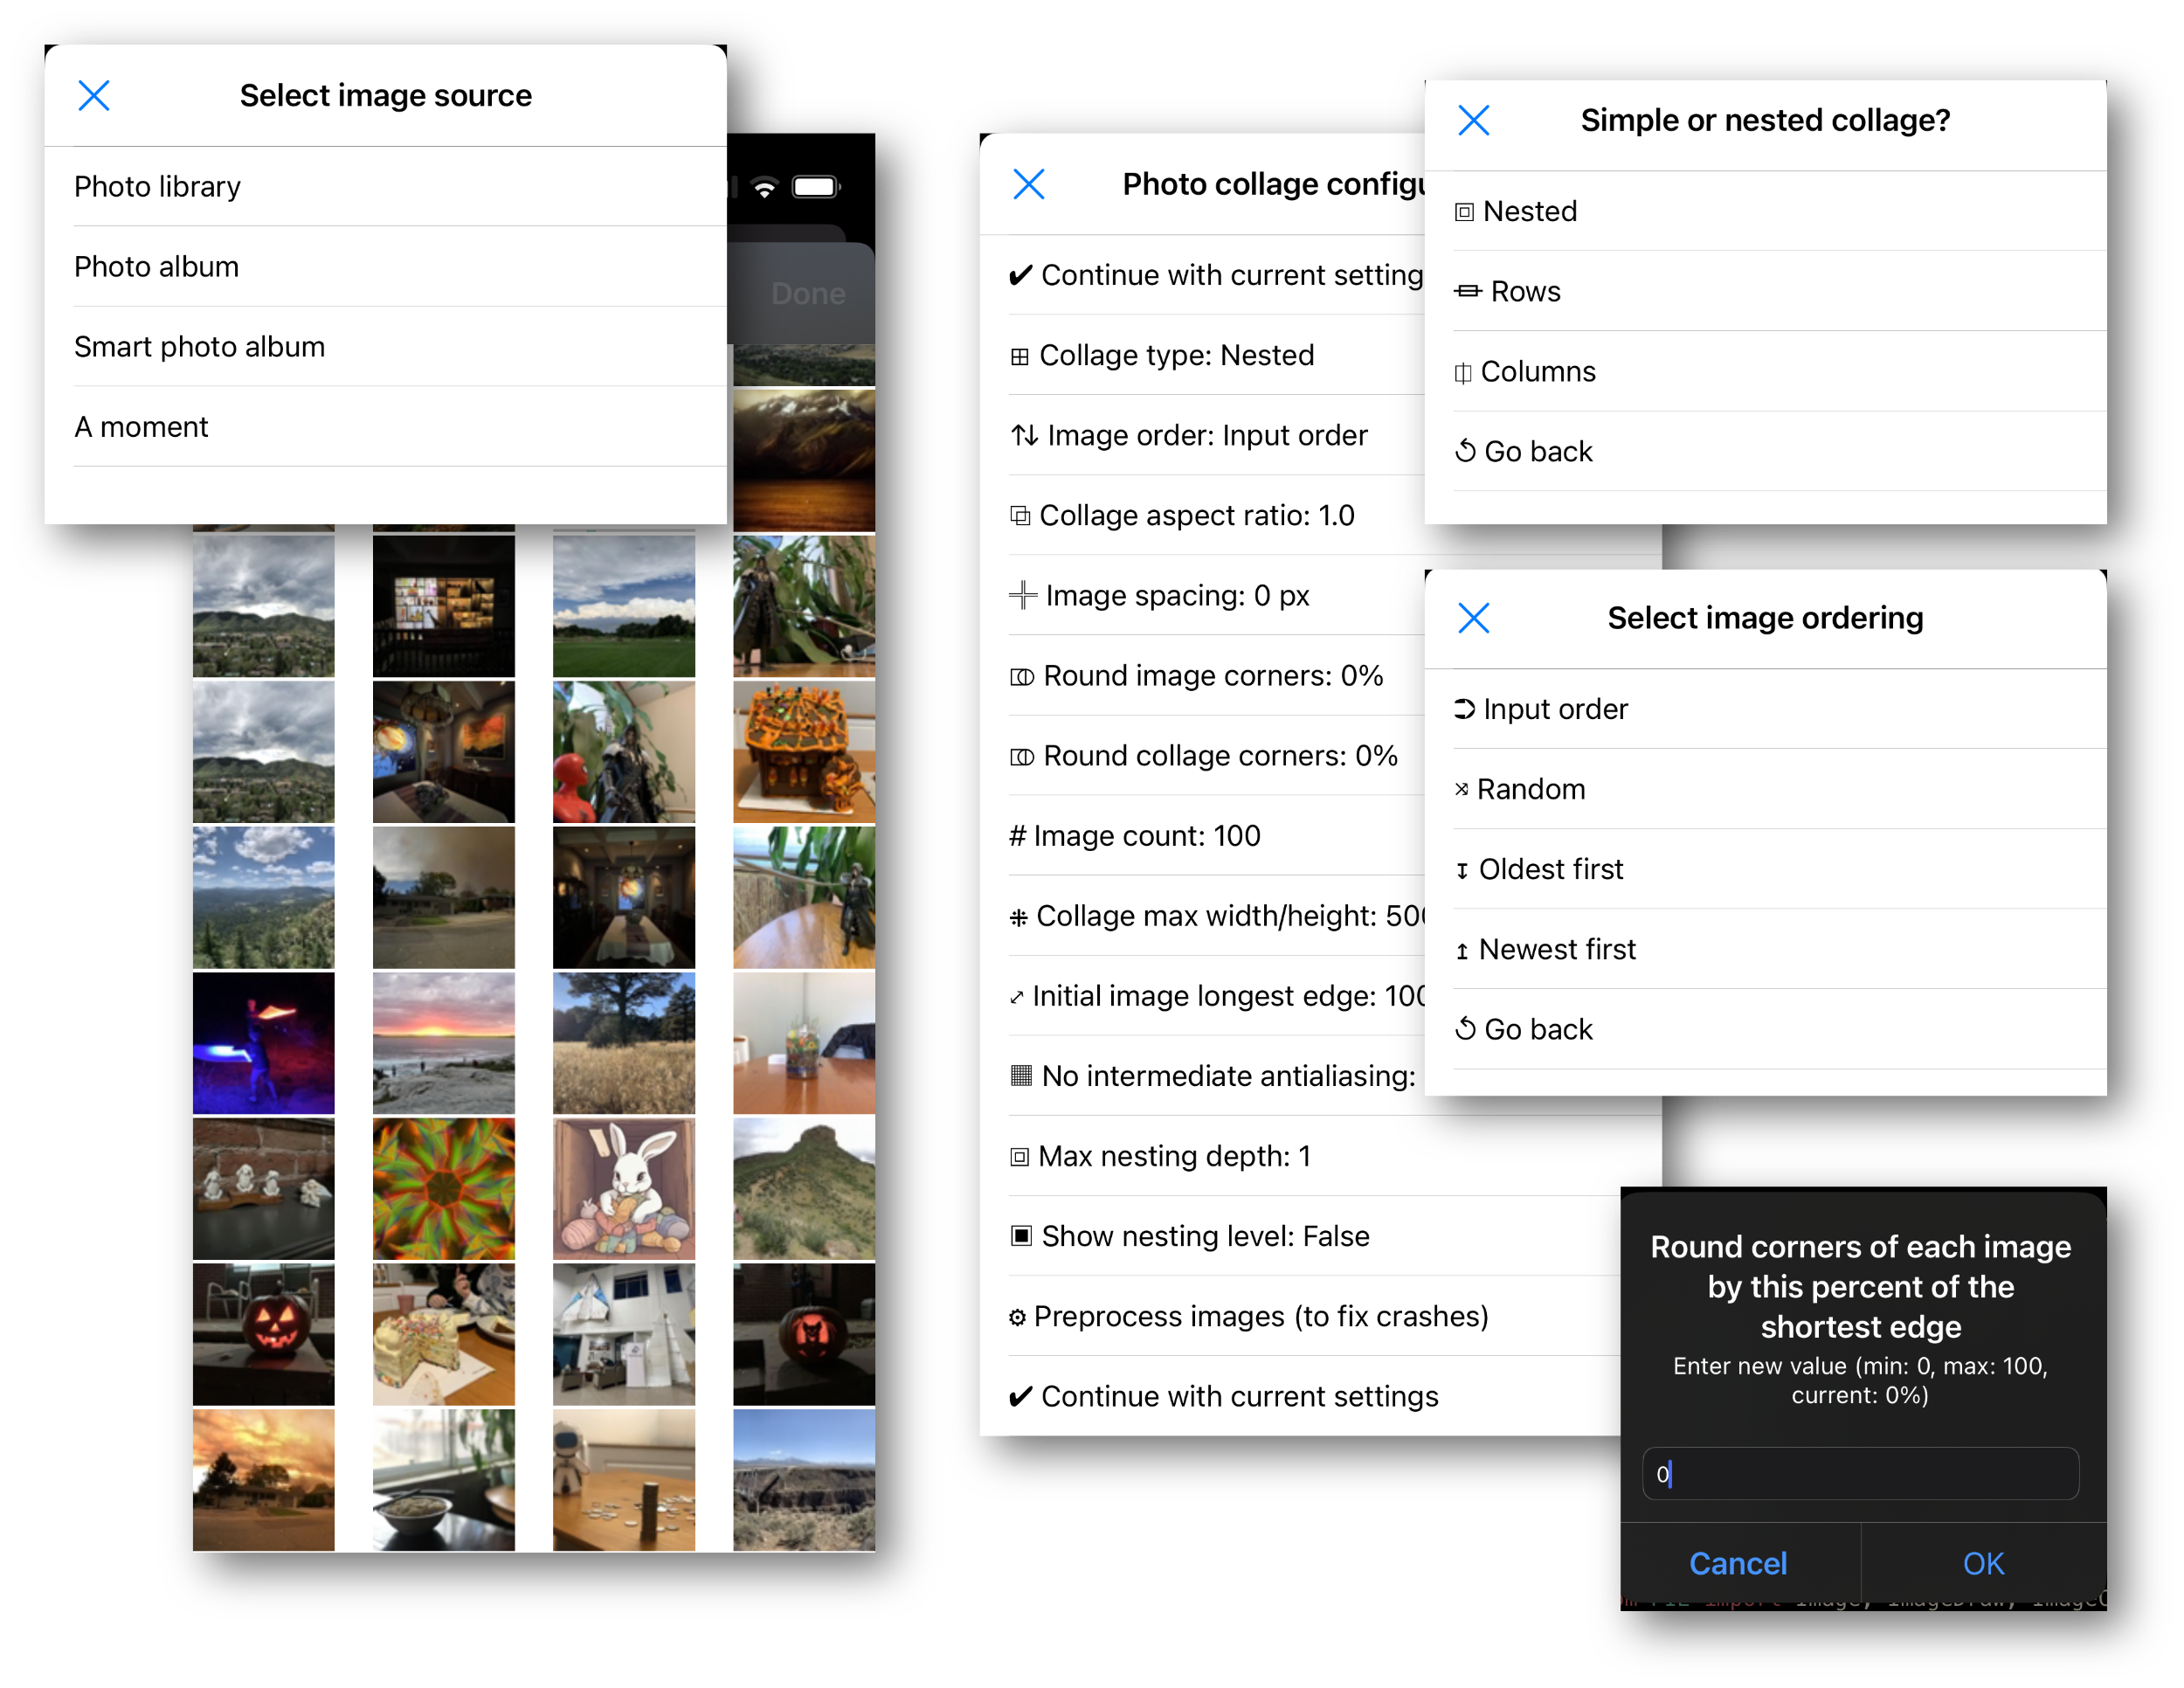 Select image source
Photo library
Photo album
Smart photo album
A moment
Done
Photo collage
✔ Continue with current
Collage type: Nested
Image order: Input order
Collage aspect ratio: 1.0
Image spacing: 0 px
Round image corners: 0%
Round collage corners: 0%
# Image count: 100
Collage max width/height:
Initial image longest edge:
No intermediate antialiasing:
Max nesting depth: 1
Show nesting level: False
Preprocess images (to fix crashes)
✔ Continue with current settings
Simple or nested collage?
Nested
Rows
Columns
Go back
Select image ordering
Input order
Random
Oldest first
Newest first
Go back
Round corners of each image
by this percent of the
shortest edge
Enter new value (min: 0, max: 100,
current: 0%)
0
Cancel
OK